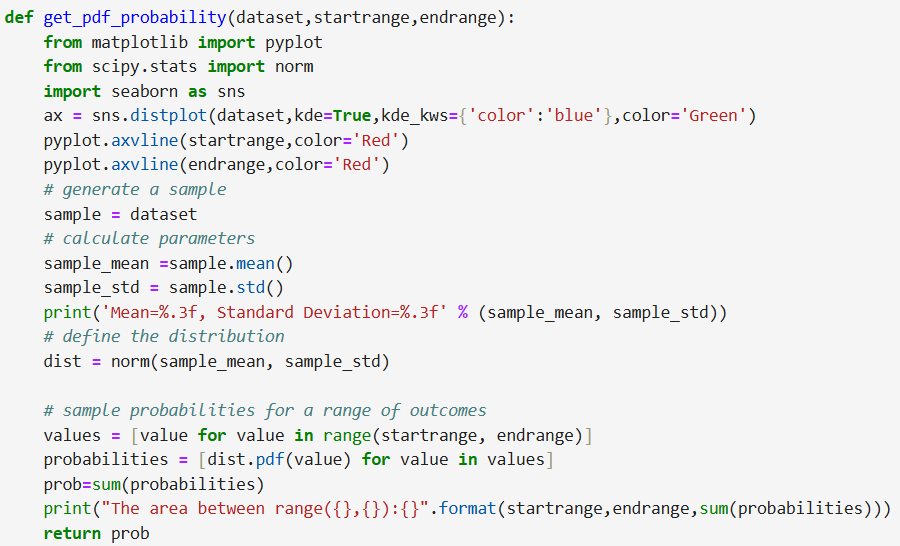 def get_pdf_probability(dataset,startrange,endrange):
    from matplotlib import pyplot
    from scipy.stats import norm
    import seaborn as sns
    ax = sns.distplot(dataset,kde=True,kde_kws={'color':'blue'},color='Green')
    pyplot.axvline(startrange,color='Red')
    pyplot.axvline(endrange,color='Red')
    # generate a sample
    sample = dataset
    # calculate parameters
    sample_mean =sample.mean()
    sample_std = sample.std()
    print('Mean=%.3f, Standard Deviation=%.3f' % (sample_mean, sample_std))
    # define the distribution
    dist = norm(sample_mean, sample_std)
    # sample probabilities for a range of outcomes
    values = [value for value in range(startrange, endrange)]
    probabilities = [dist.pdf(value) for value in values]
    prob=sum(probabilities)
    print("The area between range({},{}):{}".format(startrange,endrange,sum(probabilities)))
    return prob